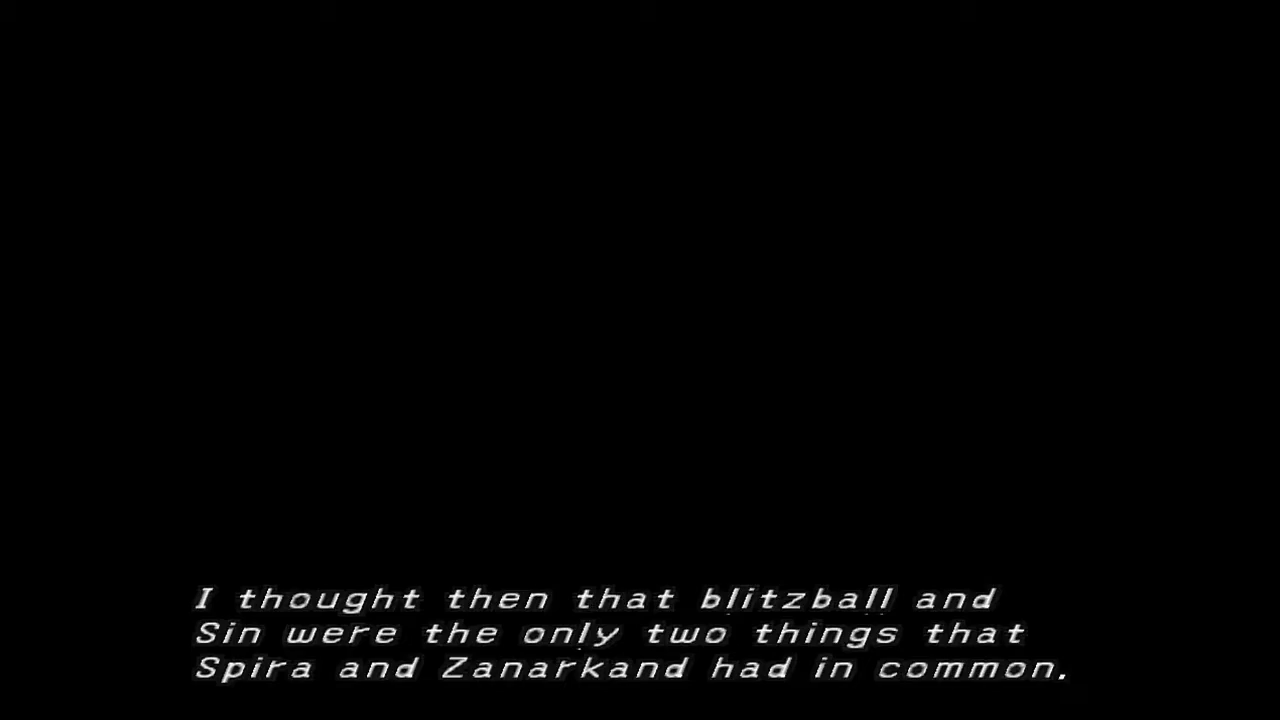 I thought then that blitzball and
Sin were the only two things that
Spira and Zanarkand had in common.